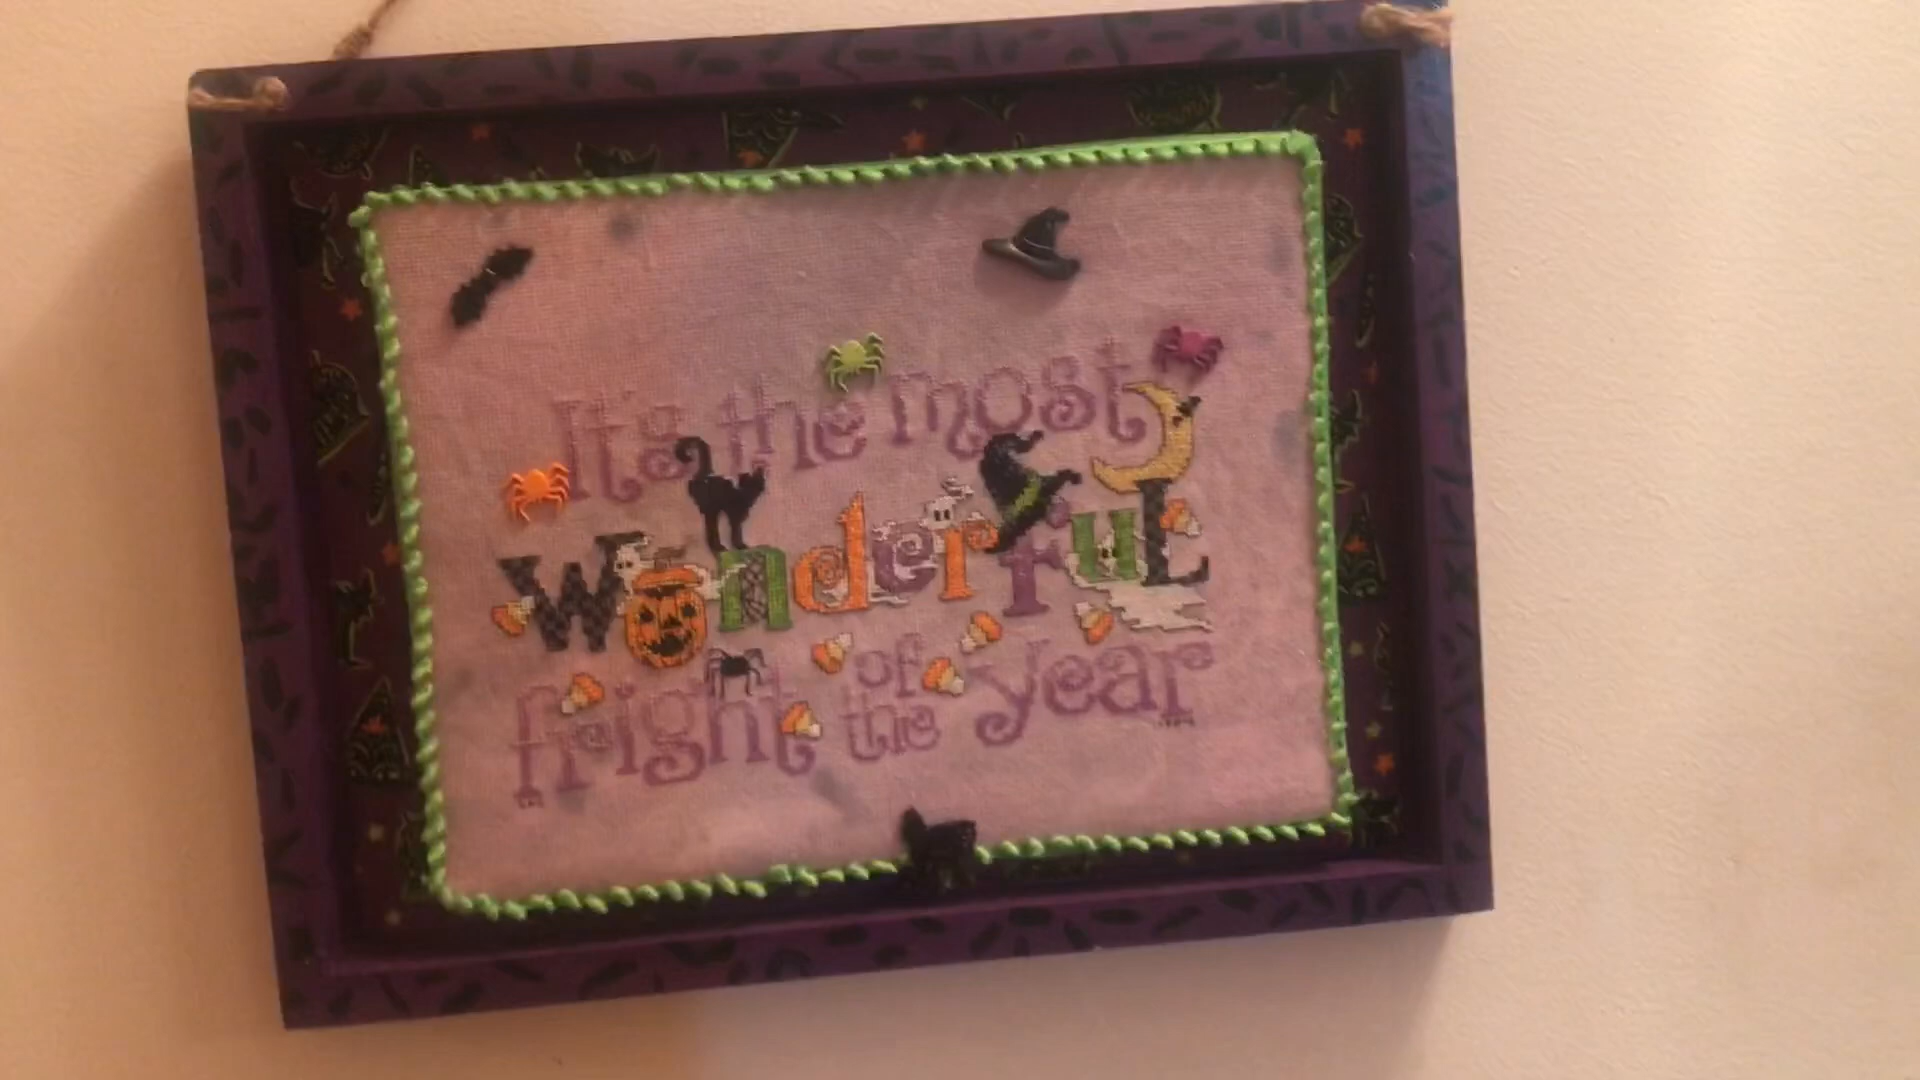 It's the most
WonderfuL
fright of the year